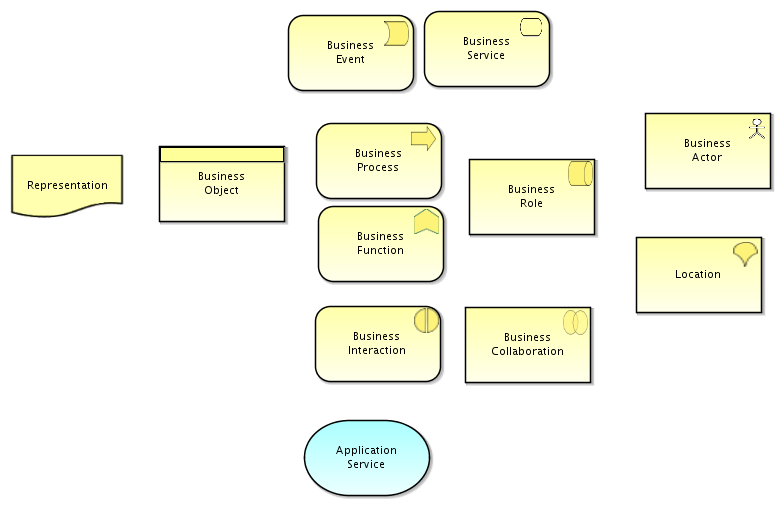 Business
Event
Business
Service
Business
Process
Business
Actor
Representation
Business
Object
Business
Role
Business
Function
Location
Business
Interaction
Business
Collaboration
Application
Service